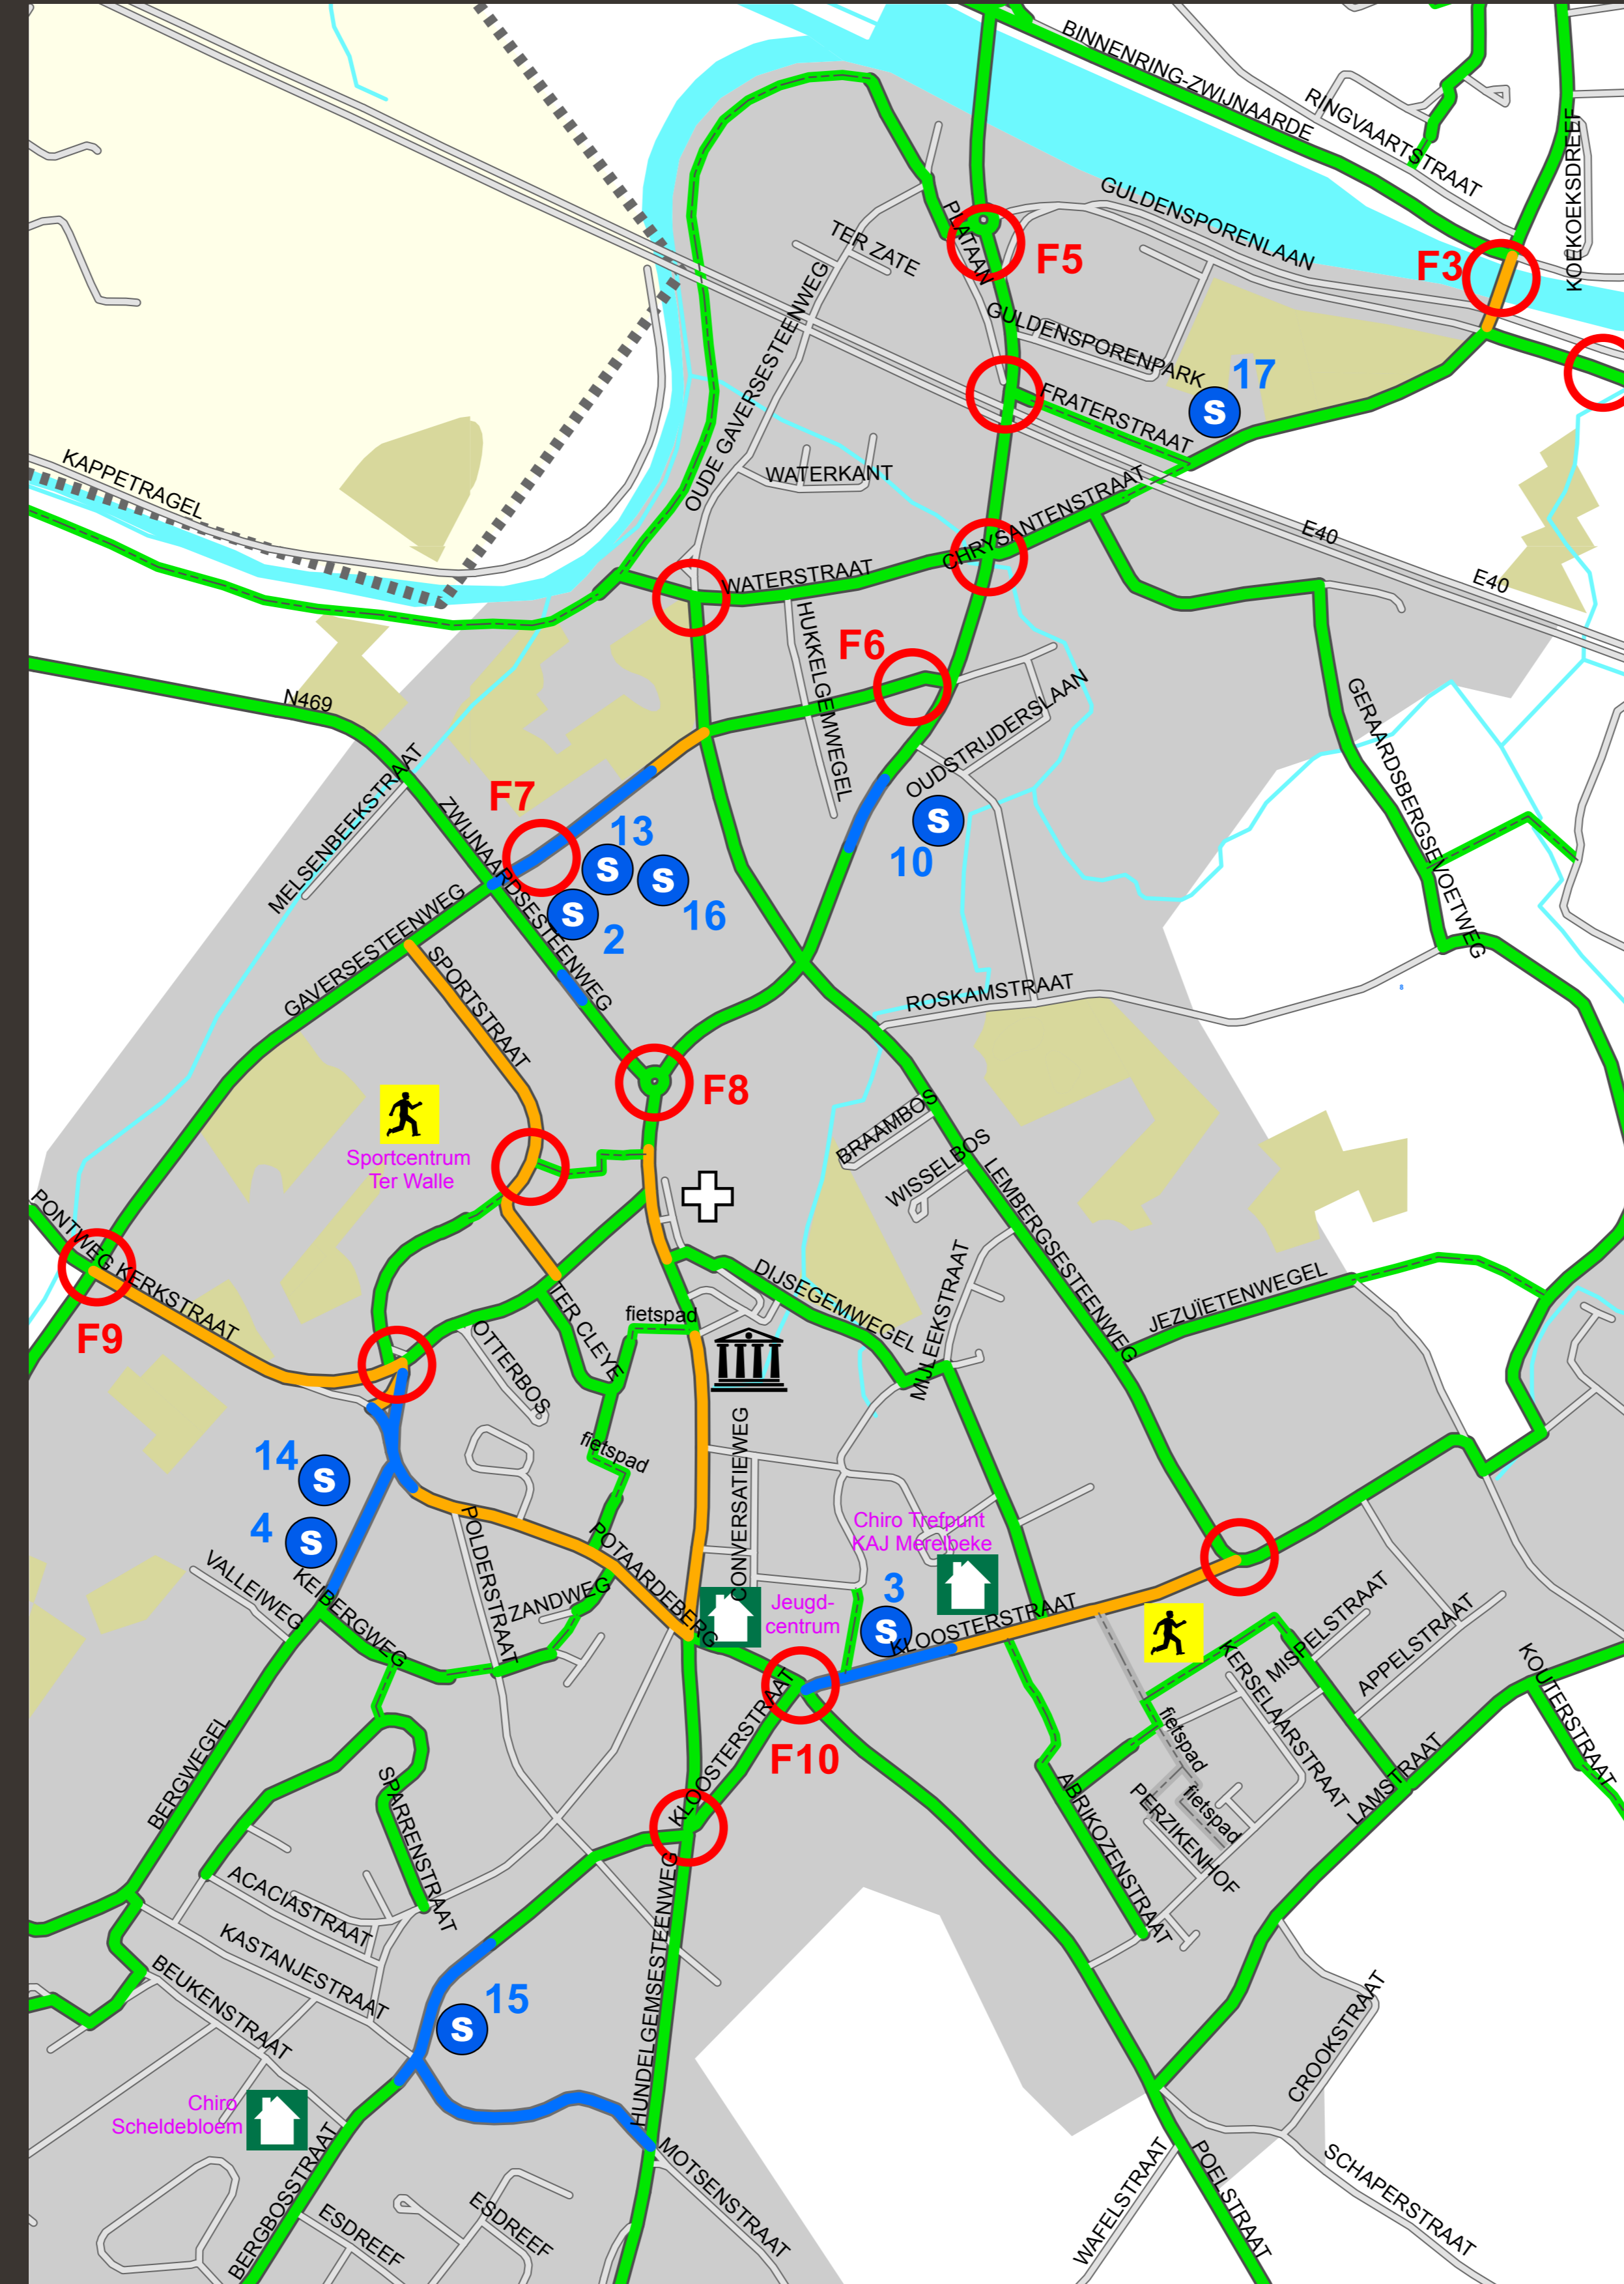 BINNENRING-ZWIJNAARDE
RINGVAARTSTRAAT
KOEKOEKSDREEF
GULDENSPORENLAAN
PLATAAN
TER ZATE
F5
F3
OUDE GAVERSESTEENWEG
GULDENSPORENPARK
17
S
FRATERSTRAAT
KAPPETRAGEL
WATERKANT
CHRYSANTENSTRAAT
E40
E40
WATERSTRAAT
HUKKELGEMWEGEL
F6
N469
OUDSTRIJDERSLAAN
GERAARDSBERGSEVOETWEG
MELSENBEEKSTRAAT
ZWIJNAARDSESTEENWEG
F7
13
S
S
16
S
2
S
10
GAVERSESTEENWEG
SPORTSTRAAT
ROSKAMSTRAAT
F8
BRAAMBOS
WISSELBOS
LEMBERGSESTEENWEG
Sportcentrum
Ter Walle
PONTWEG
KERKSTRAAT
F9
DIJSEGEMWEGEL
MIJLEEKSTRAAT
JEZUÏETENWEGEL
fietspad
TER CLEYE
OTTERBOS
fietspad
CONVERSATIEWEG
14
S
4
S
VALLEIWEG
KEIBERGWEG
POLDERSTRAAT
POTAARDEBERG
ZANDWEG
Chiro Trefpunt
KAJ Merelbeke
Jeugd-
centrum
3
S
KLOOSTERSTRAAT
KLOOSTERSTRAAT
F10
MISPELSTRAAT
APPELSTRAAT
KERSELAARSTRAAT
KOUTERSTRAAT
fietspad
fietspad
LAMSTRAAT
PERZIKENHOF
ABRIKOZENSTRAAT
BERGWEGEL
SPARRENSTRAAT
ACACIASTRAAT
KASTANJESTRAAT
BEUKENSTRAAT
15
S
HUNDELGEMSESTEENWEG
CROOKSTRAAT
Chiro
Scheldebloem
BERGBOSSTRAAT
ESDREEF
ESDREEF
MOTSENSTRAAT
WAFELSTRAAT
POELSTRAAT
SCHAPERSTRAAT